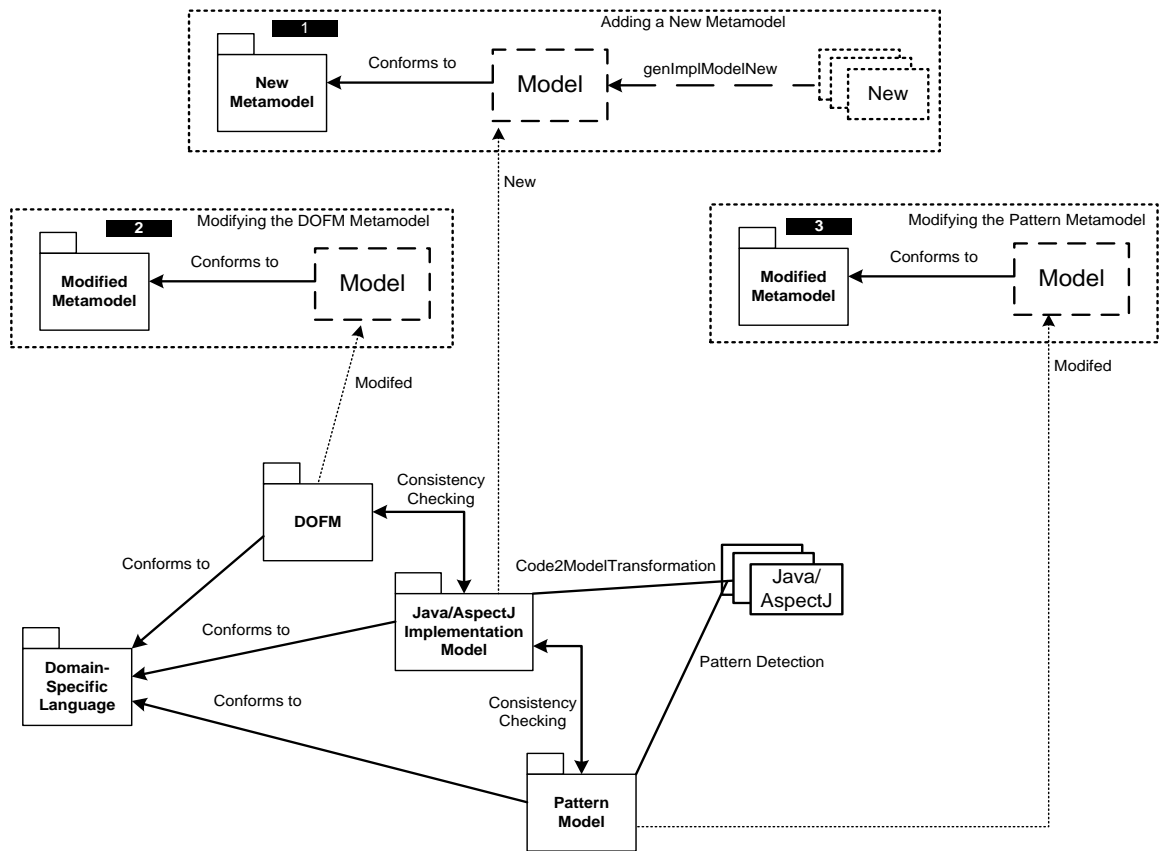 1
Adding a New Metamodel
New
Metamodel
Conforms to
Model
genImplModelNew
New
New
2
Modifying the DOFM Metamodel
Modified
Metamodel
Conforms to
Model
3
Modifying the Pattern Metamodel
Modified
Metamodel
Conforms to
Model
Modifed
Modifed
DOFM
Consistency
Checking
Conforms to
Code2ModelTransformation
Java/
AspectJ
Java/AspectJ
Implementation
Model
Conforms to
Domain-
Specific
Language
Pattern Detection
Conforms to
Consistency
Checking
Pattern
Model